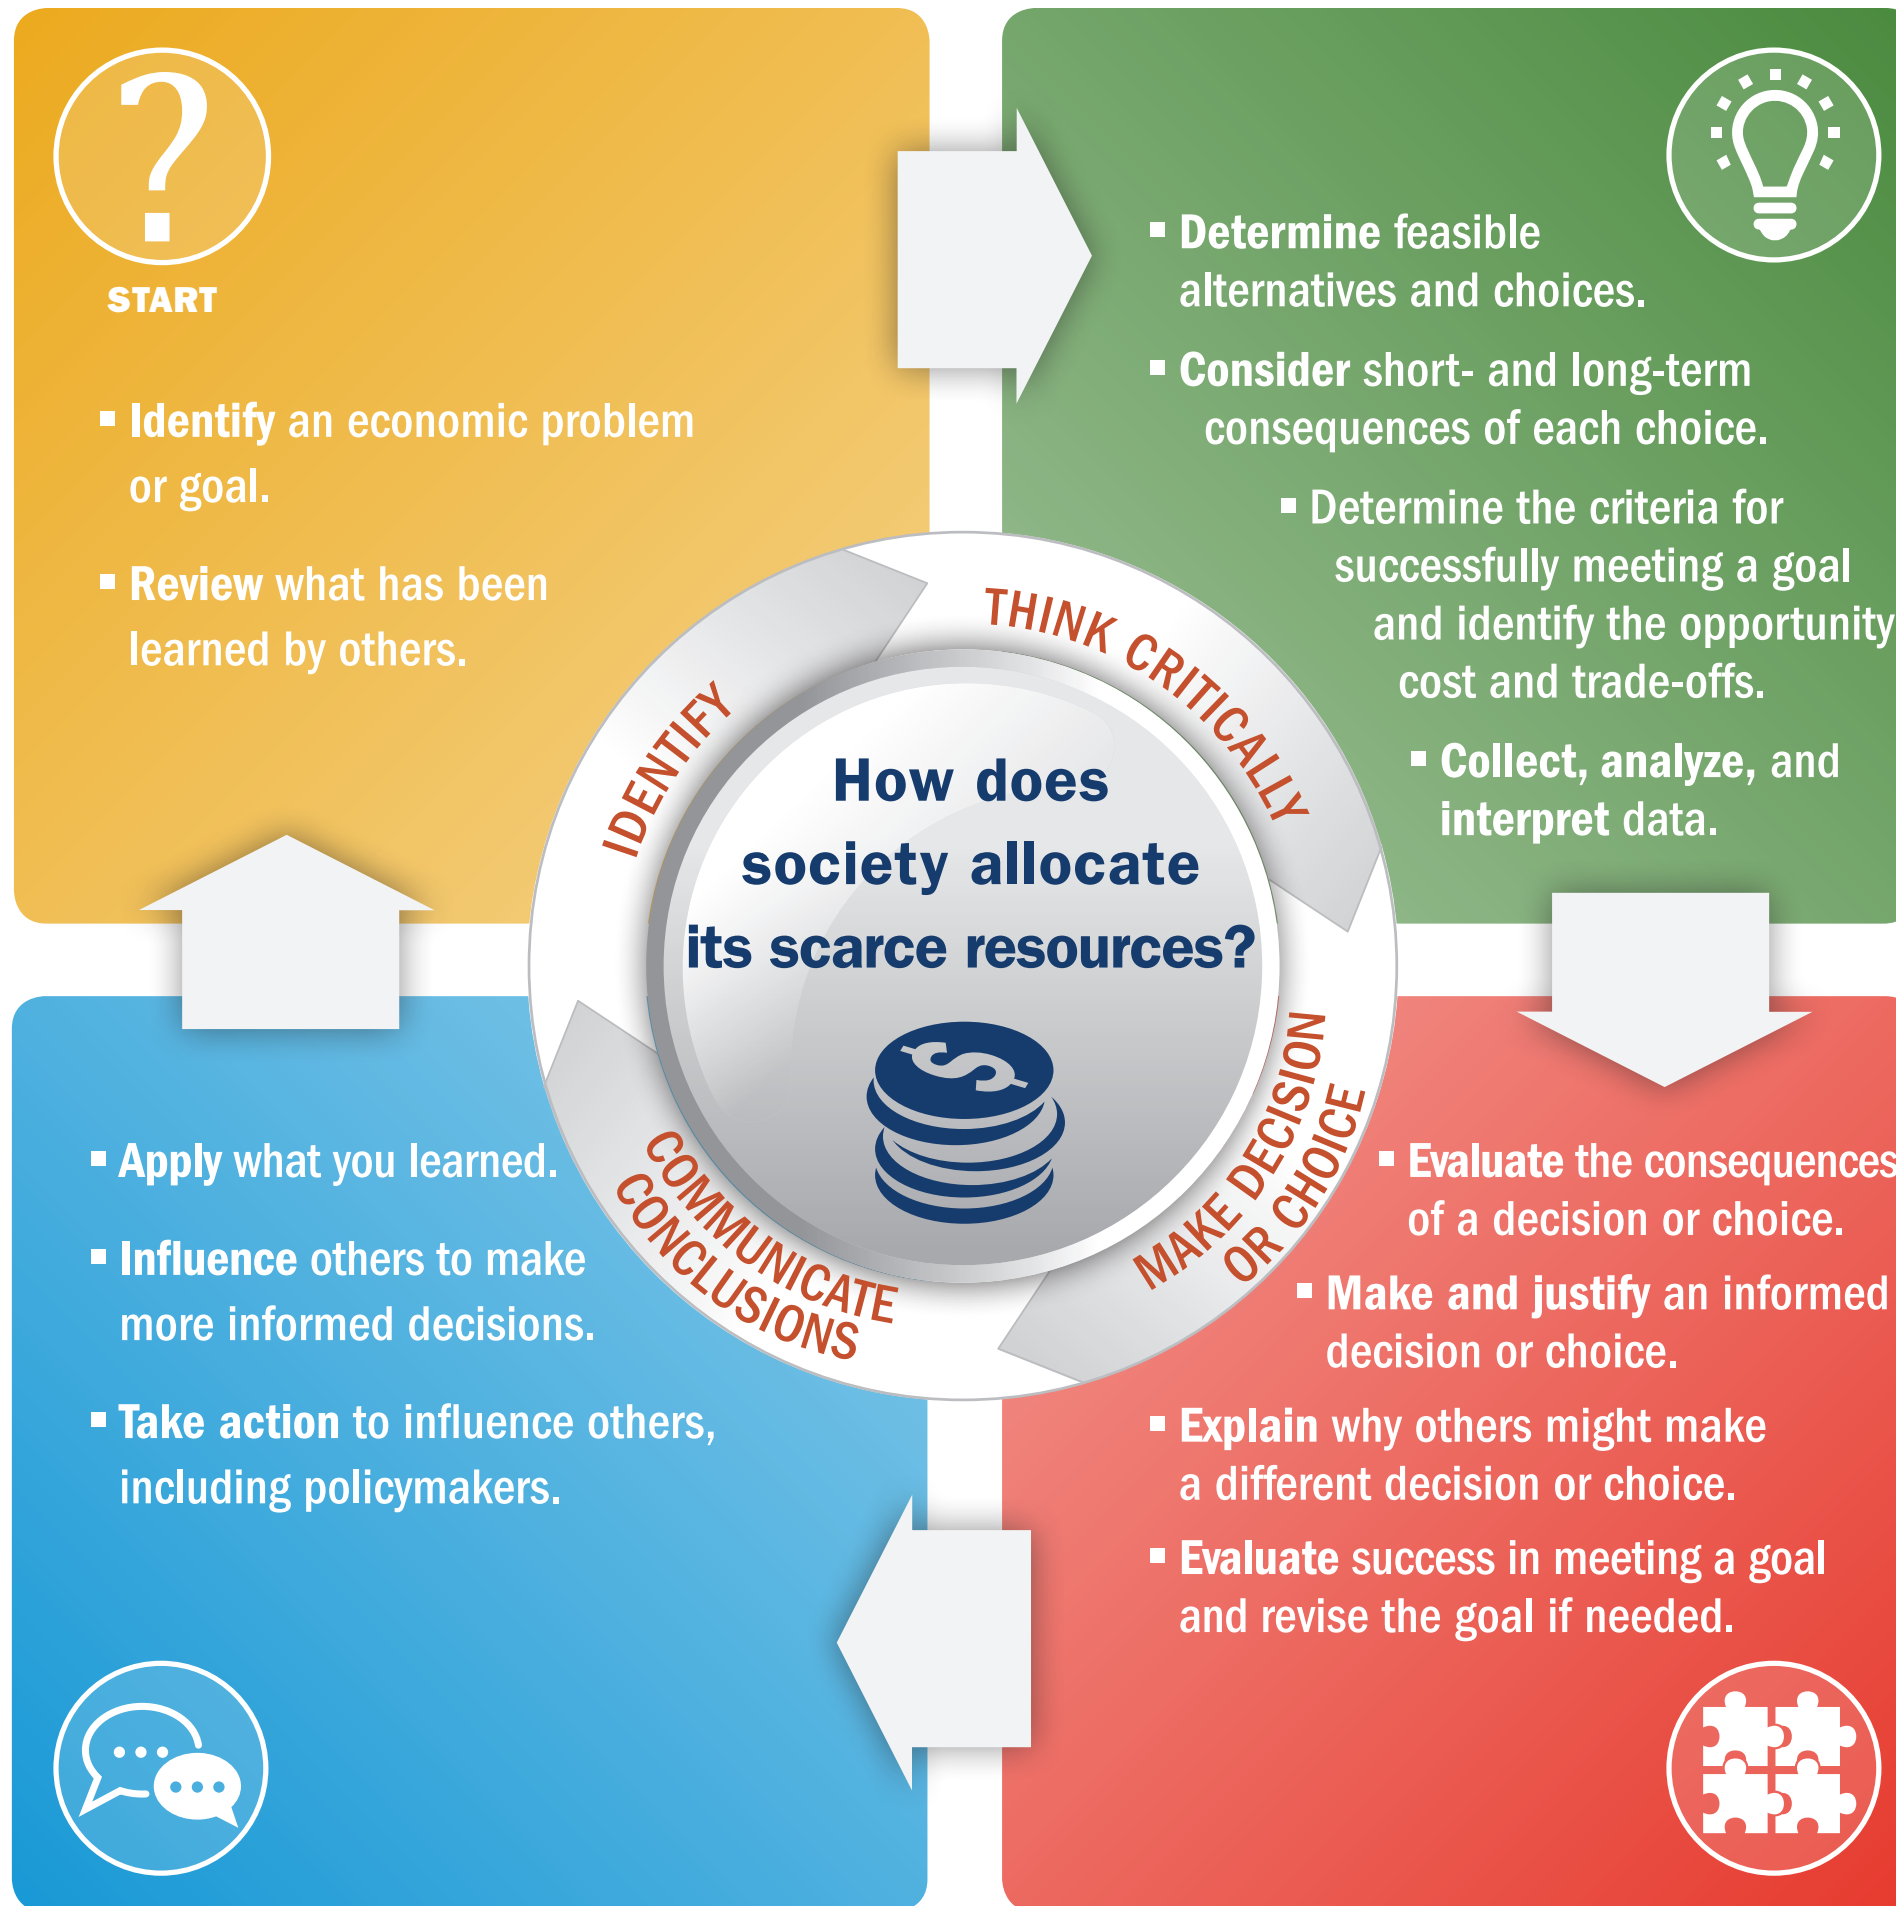 START
Identify an economic problem
or goal.
Review what has been
learned by others.
Determine feasible
alternatives and choices.
Consider short- and long-term
consequences of each choice.
Determine the criteria for
successfully meeting a goal
and identify the opportunity
cost and trade-offs.
Collect, analyze, and
interpret data.
IDENTIFY
THINK CRITICALLY
MAKE DECISION
OR CHOICE
COMMUNICATE
CONCLUSIONS
How does
society allocate
its scarce resources?
$
Evaluate the consequences
of a decision or choice.
Make and justify an informed
decision or choice.
Explain why others might make
a different decision or choice.
Evaluate success in meeting a goal
and revise the goal if needed.
Apply what you learned.
Influence others to make
more informed decisions.
Take action to influence others,
including policymakers.